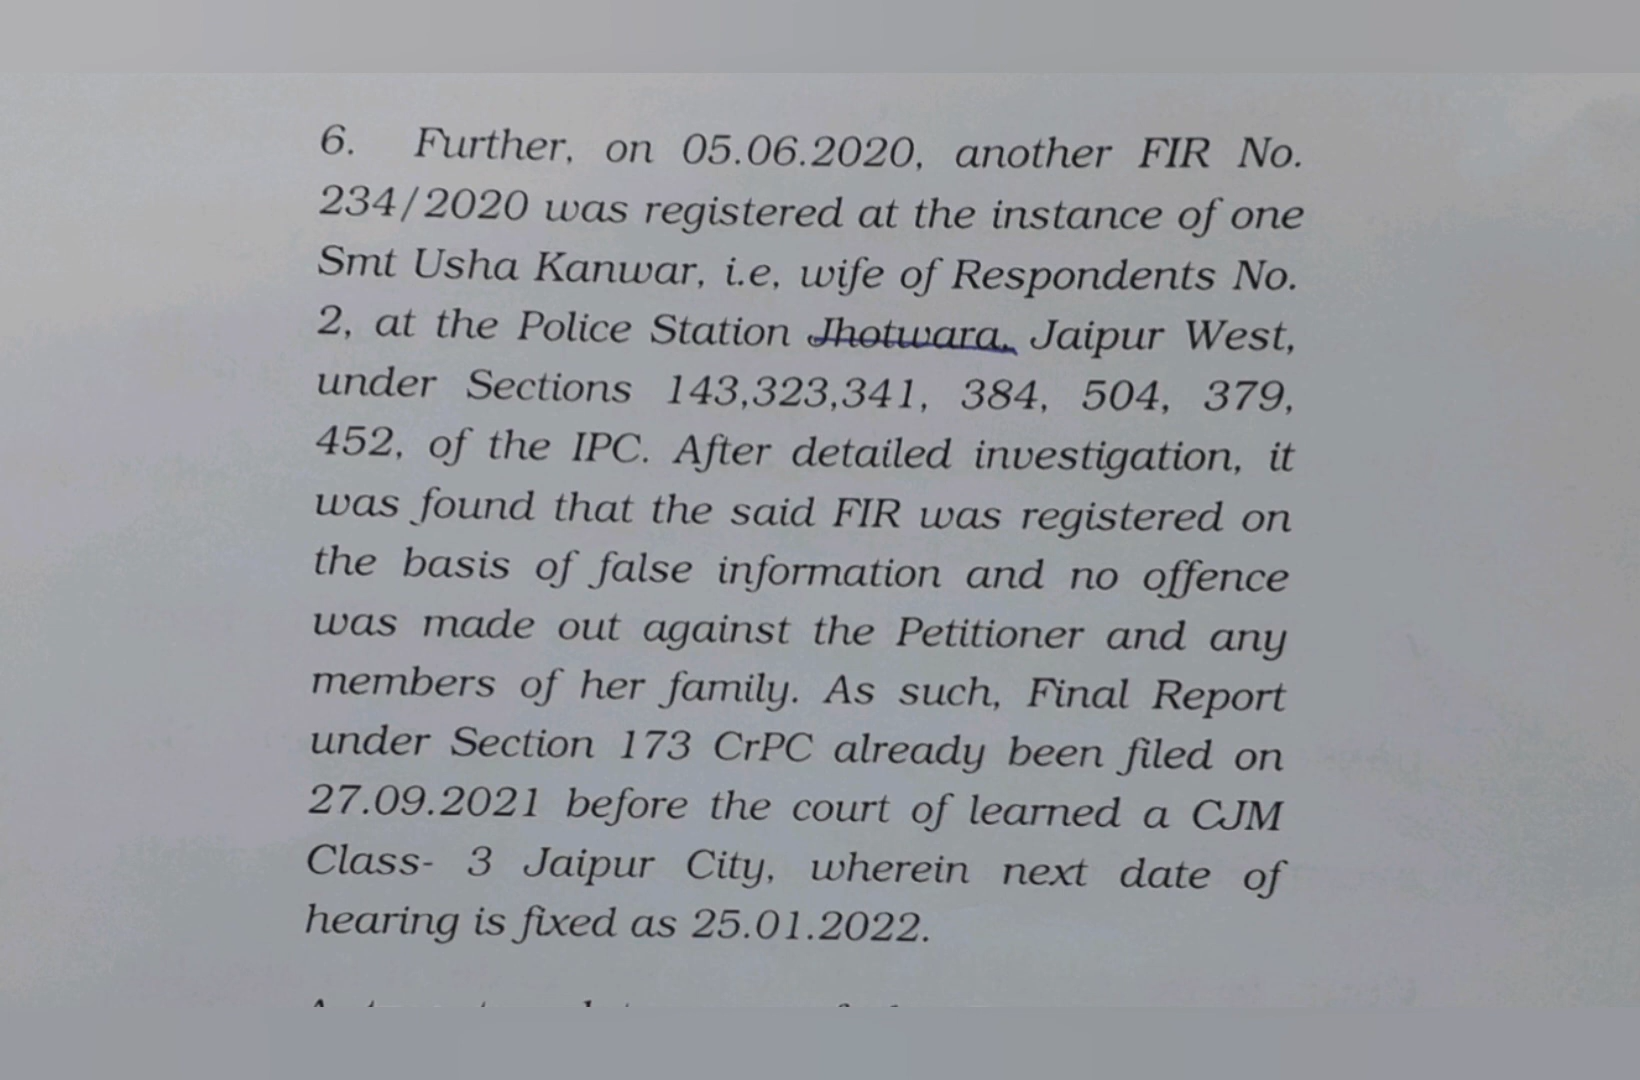 6. Further, on 05.06.2020, another FIR No.
234/2020 was registered at the instance of one
Smt Usha Kanwar, i.e, wife of Respondents No.
2, at the Police Station Jhotwara, Jaipur West,
under Sections 143,323,341, 384, 504, 379,
452, of the IPC. After detailed investigation, it
was found that the said FIR was registered on
the basis of false information and no offence
was made out against the Petitioner and any
members of her family. As such, Final Report
under Section 173 CrPC already been filed on
27.09.2021 before the court of learned a CJM
Class- 3 Jaipur City, wherein next date of
hearing is fixed as 25.01.2022.